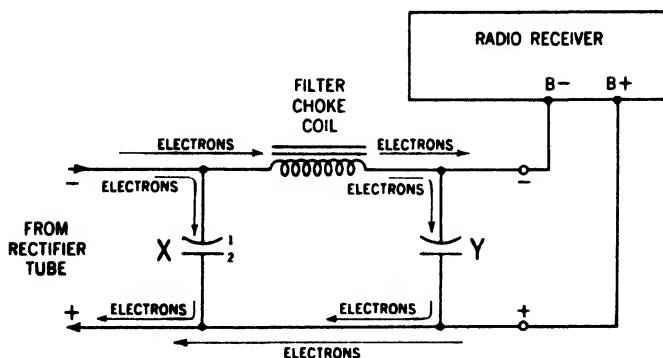 RADIO RECEIVER
B- B+
FILTER
CHOKE
COIL
ELECTRONS
ELECTRONS
-
ELECTRONS
ELECTRONS
-
FROM
RECTIFIER
TUBE
X
1
2
Y
+
ELECTRONS
ELECTRONS
+
ELECTRONS